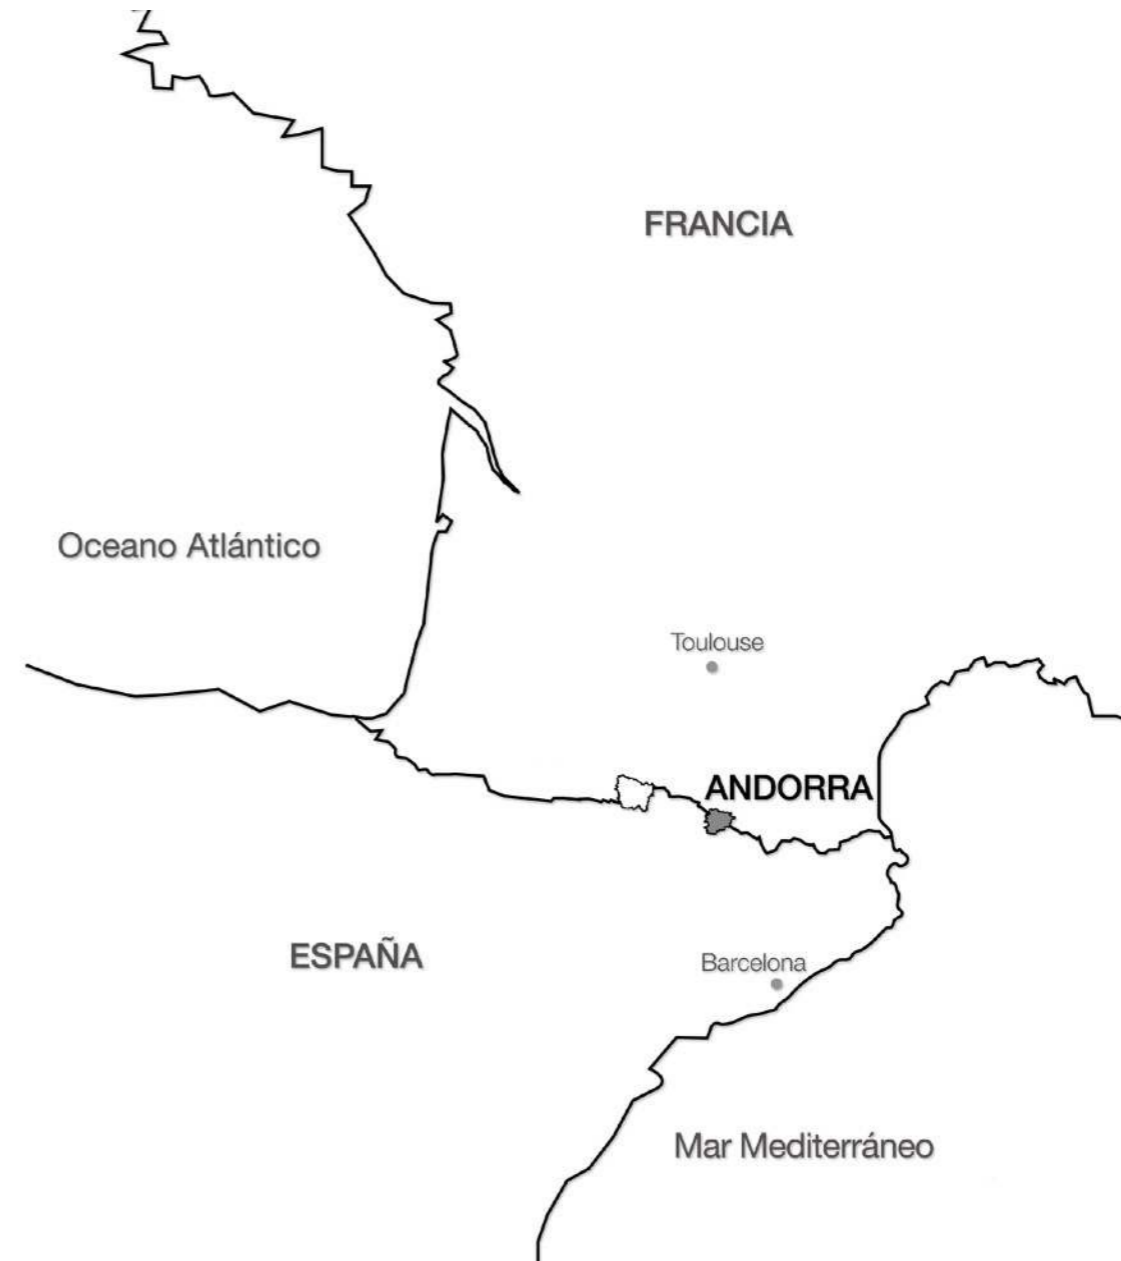 FRANCIA
Oceano Atlántico
Toulouse
ANDORRA
ESPAÑA
Barcelona
Mar Mediterráneo